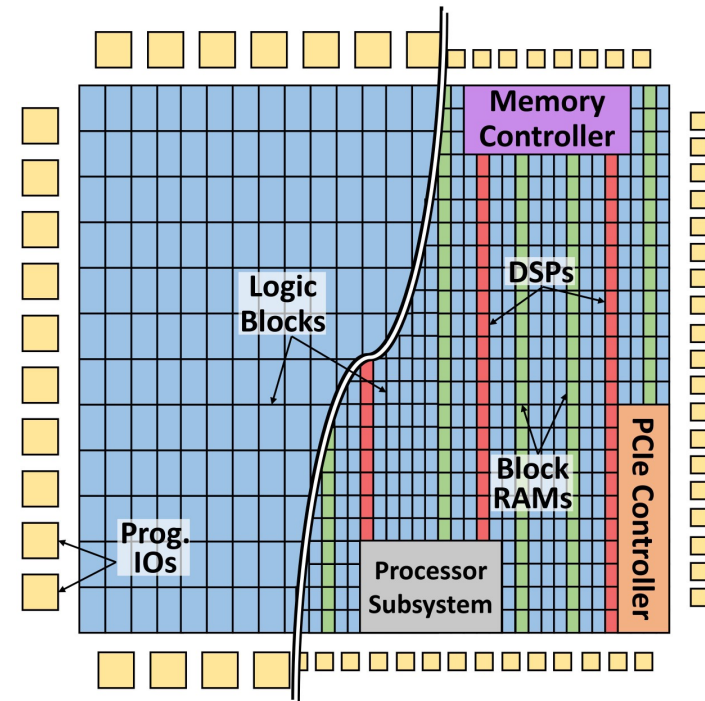 Memory
Controller
DSPs
Logic
Blocks
Block
RAMs
PCIe Controller
Prog.
IOs
Processor
Subsystem